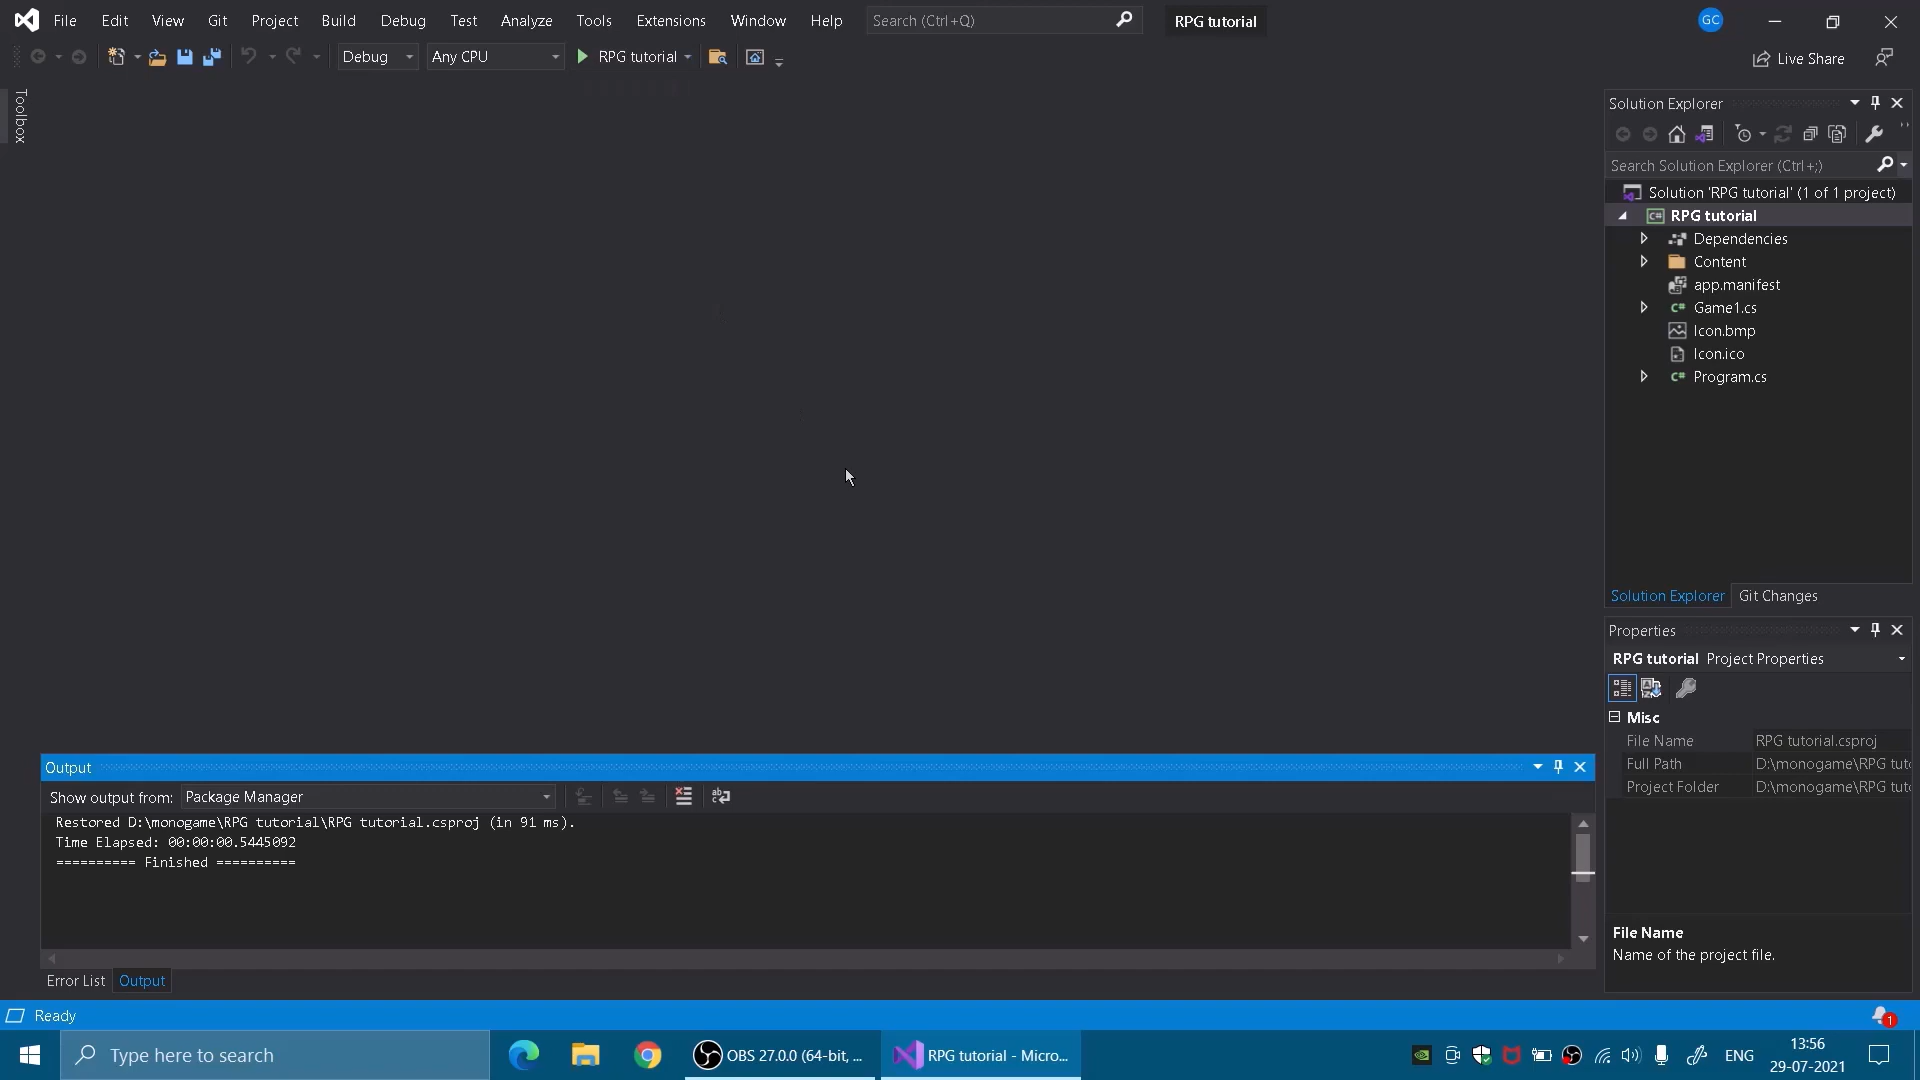 File Edit View Git Project Build Debug Test Analyze Tools Extensions Window Help Search (Ctrl+Q) RPG tutorial GC
Debug Any CPU RPG tutorial Live Share
Toolbox
Solution Explorer
Search Solution Explorer (Ctrl+;)
Solution 'RPG tutorial' (1 of 1 project)
RPG tutorial
Dependencies
Content
app.manifest
Game1.cs
Icon.bmp
Icon.ico
Program.cs
Solution Explorer Git Changes
Properties
RPG tutorial Project Properties
Misc
File Name RPG tutorial.csproj
Full Path D:\monogame\RPG tuto
Project Folder D:\monogame\RPG tuto
File Name
Name of the project file.
Output
Show output from: Package Manager
Restored D:\monogame\RPG tutorial\RPG tutorial.csproj (in 91 ms).
Time Elapsed: 00:00:00.5445092
========== Finished ==========
Error List Output
Ready 1
Type here to search OBS 27.0.0 (64-bit, ... RPG tutorial - Micro... ENG 13:56
29-07-2021